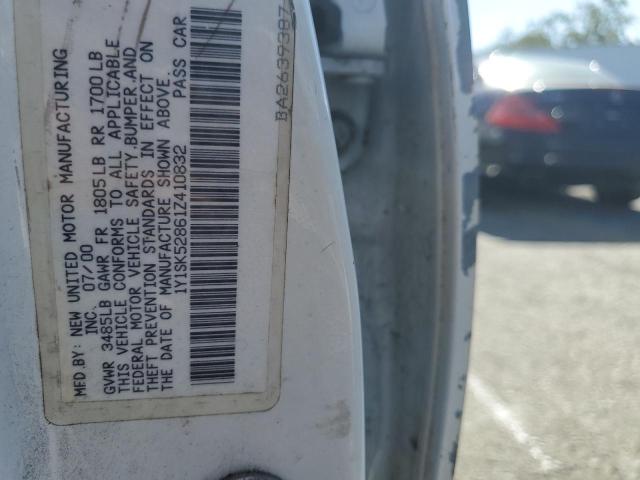 MFD.BY: NEW UNITED MOTOR MANUFACTURING
INC. 07/00
GVWR 3485LB GAWR FR 1805LB RR 1700LB
THIS VEHICLE CONFORMS TO ALL APPLICABLE
FEDERAL MOTOR VEHICLE SAFETY,BUMPER,AND
THEFT PREVENTION STANDARDS IN EFFECT ON
THE DATE OF MANUFACTURE SHOWN ABOVE.
1Y1SK52861Z410832 PASS CAR
BA2639387